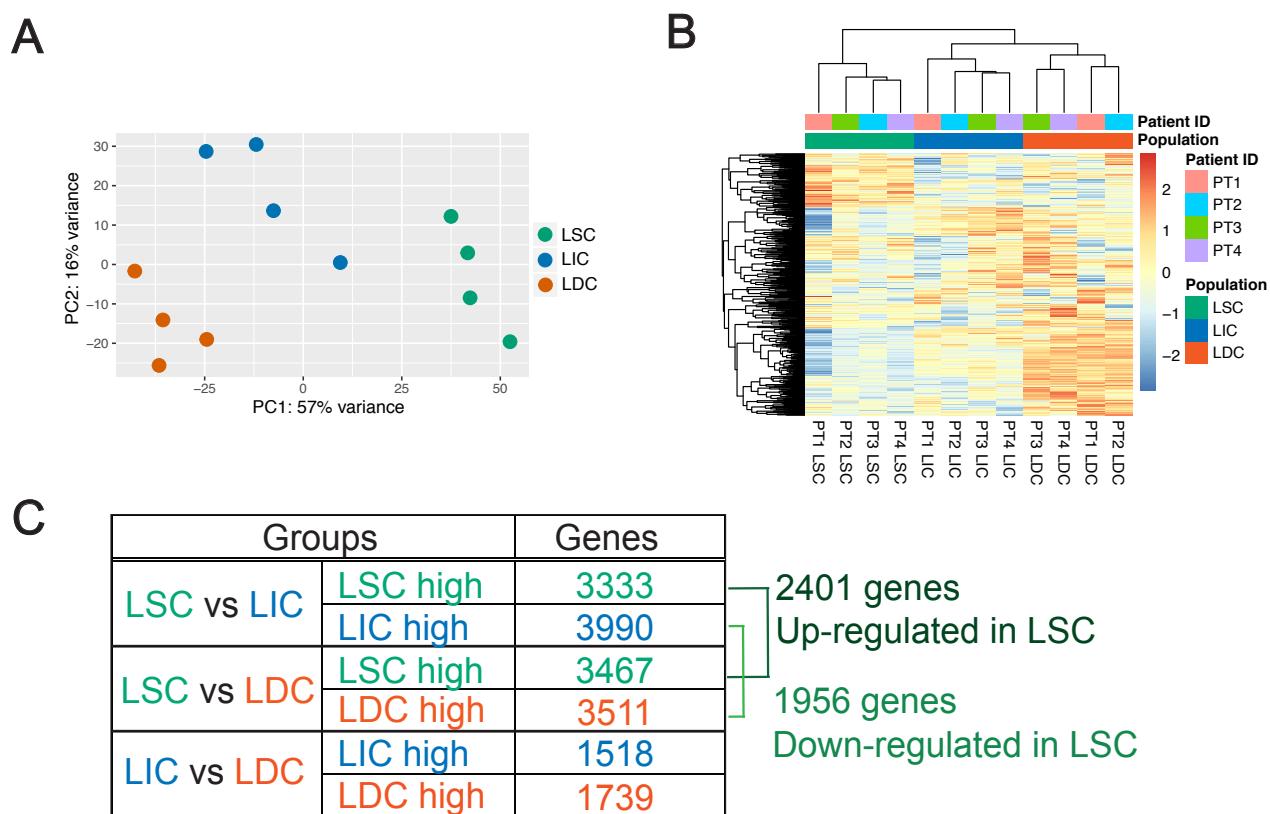 A
PC2: 16% variance
30
20
10
0
−10
−20
−25
0
25
50
PC1: 57% variance
LSC
LIC
LDC
B
Patient ID
Population
2
1
0
−1
−2
Patient ID
PT1
PT2
PT3
PT4
Population
LSC
LIC
LDC
PT1 LSC
PT2 LSC
PT3 LSC
PT4 LSC
PT1 LIC
PT2 LIC
PT3 LIC
PT4 LIC
PT3 LDC
PT4 LDC
PT1 LDC
PT2 LDC
C
Groups Genes
LSC vs LIC
LSC high 3333
LIC high 3990
LSC vs LDC
LSC high 3467
LDC high 3511
LIC vs LDC
LIC high 1518
LDC high 1739
2401 genes
Up-regulated in LSC
1956 genes
Down-regulated in LSC